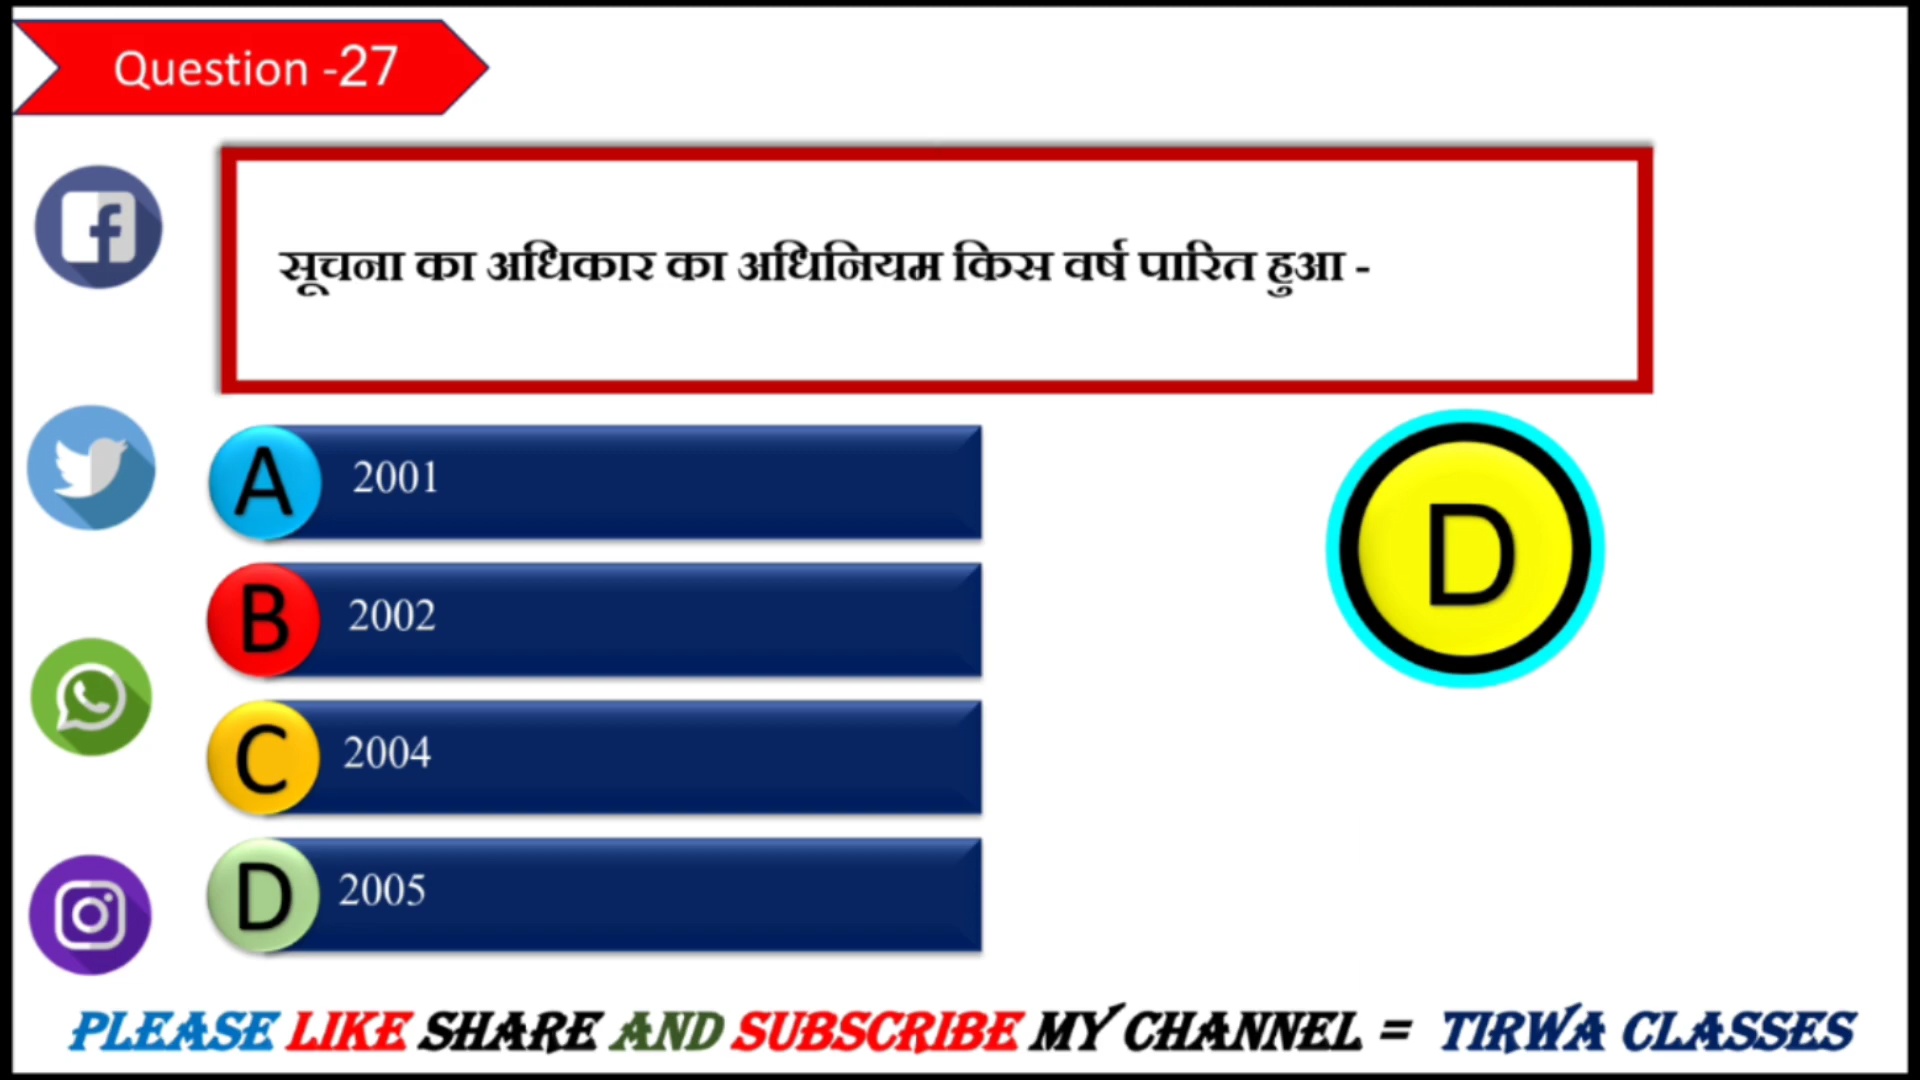 Question -27
सूचना का अधिकार का अधिनियम किस वर्ष पारित हुआ -
A 2001
B 2002
C 2004
D 2005
D
PLEASE LIKE SHARE AND SUBSCRIBE MY CHANNEL = TIRWA CLASSES